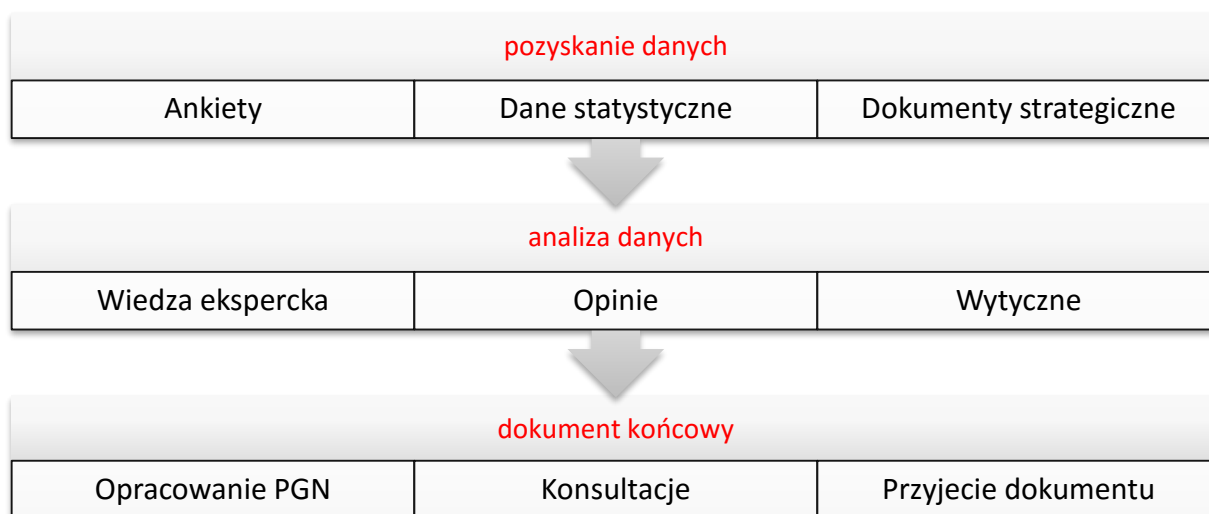 pozyskanie danych
Ankiety Dane statystyczne Dokumenty strategiczne
analiza danych
Wiedza ekspercka Opinie Wytyczne
dokument końcowy
Opracowanie PGN Konsultacje Przyjecie dokumentu